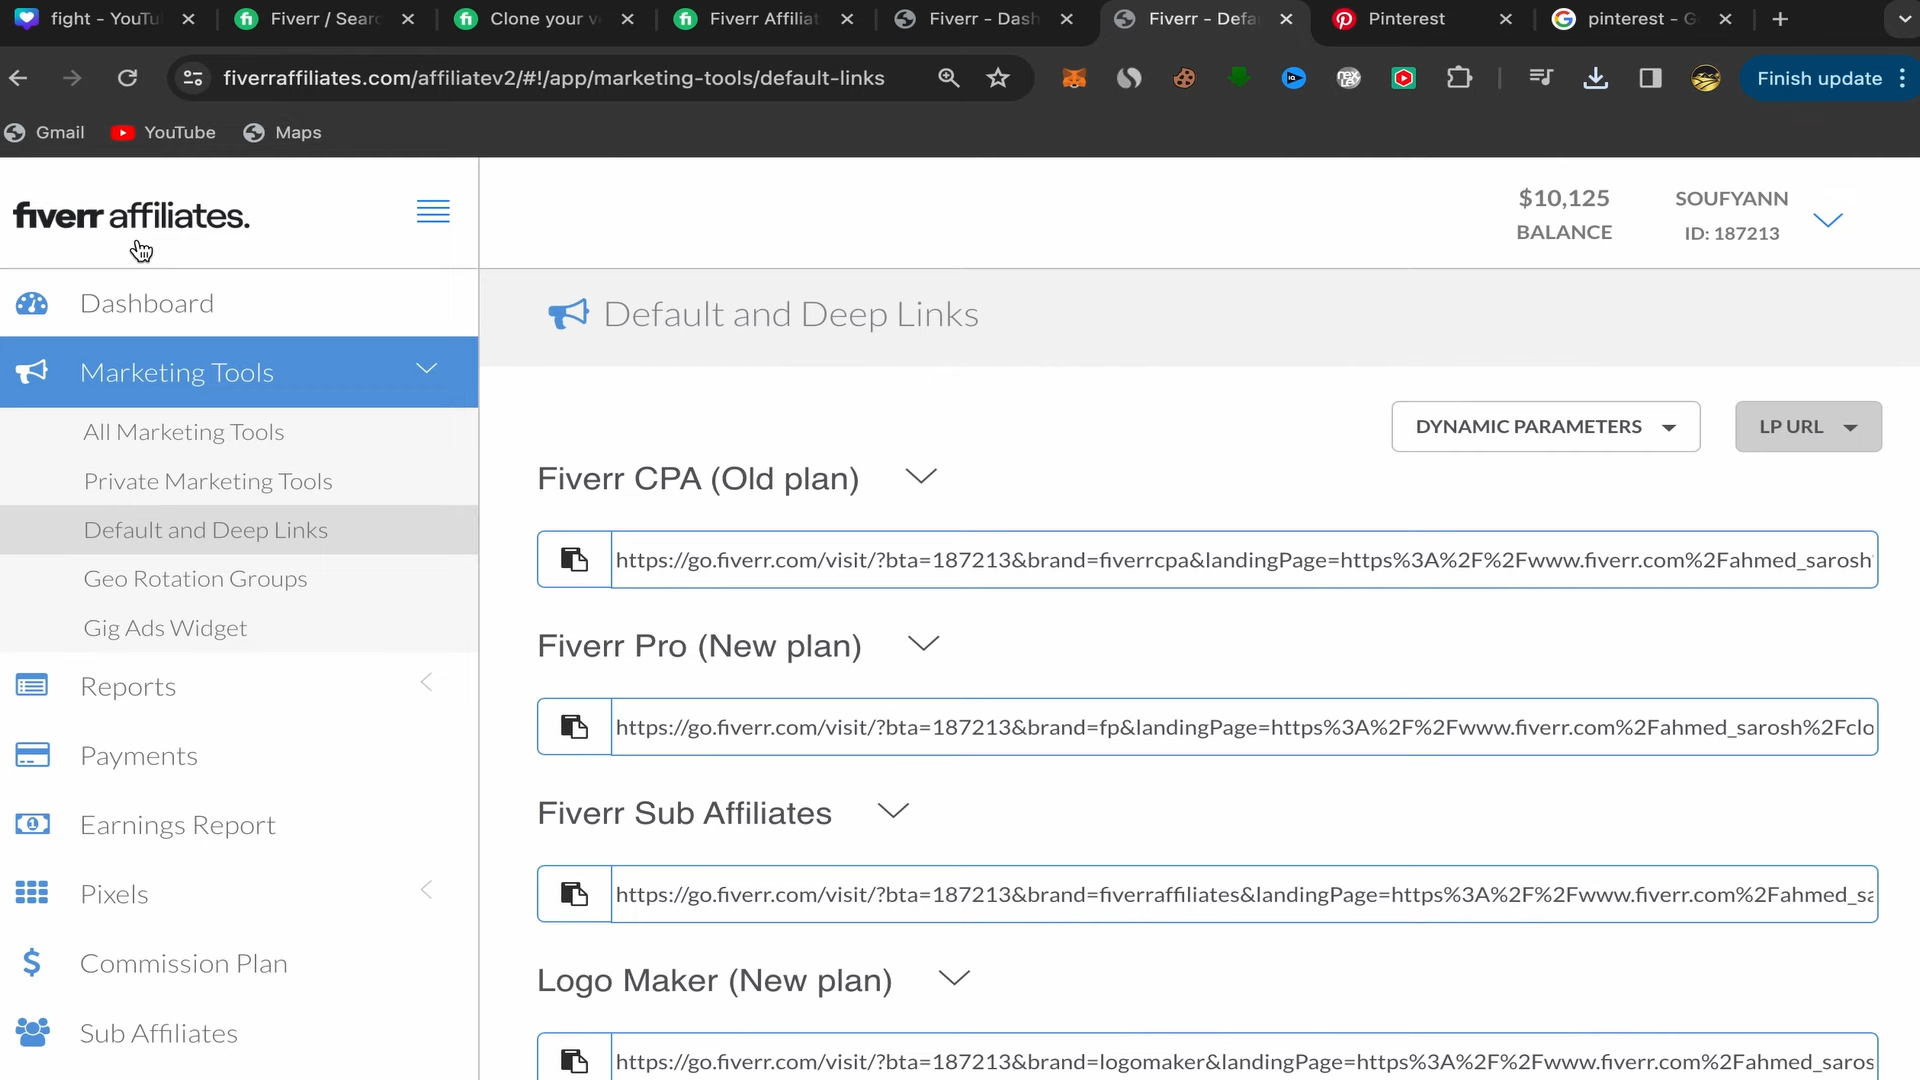 fight - YouTu
Fiverr / Searc
Clone your v
Fiverr Affiliat
Fiverr - Dash
Fiverr - Defa
Pinterest
pinterest - G
fiverraffiliates.com/affiliatev2/#!/app/marketing-tools/default-links
Finish update
Gmail
YouTube
Maps
fiverr affiliates.
$10,125
BALANCE
SOUFYANN
ID: 187213
Dashboard
Marketing Tools
All Marketing Tools
Private Marketing Tools
Default and Deep Links
Geo Rotation Groups
Gig Ads Widget
Reports
Payments
Earnings Report
Pixels
Commission Plan
Sub Affiliates
Default and Deep Links
DYNAMIC PARAMETERS
LP URL
Fiverr CPA (Old plan)
https://go.fiverr.com/visit/?bta=187213&brand=fiverrcpa&landingPage=https%3A%2F%2Fwww.fiverr.com%2Fahmed_sarosh
Fiverr Pro (New plan)
https://go.fiverr.com/visit/?bta=187213&brand=fp&landingPage=https%3A%2F%2Fwww.fiverr.com%2Fahmed_sarosh%2Fclo
Fiverr Sub Affiliates
https://go.fiverr.com/visit/?bta=187213&brand=fiverraffiliates&landingPage=https%3A%2F%2Fwww.fiverr.com%2Fahmed_sa
Logo Maker (New plan)
https://go.fiverr.com/visit/?bta=187213&brand=logomaker&landingPage=https%3A%2F%2Fwww.fiverr.com%2Fahmed_saros